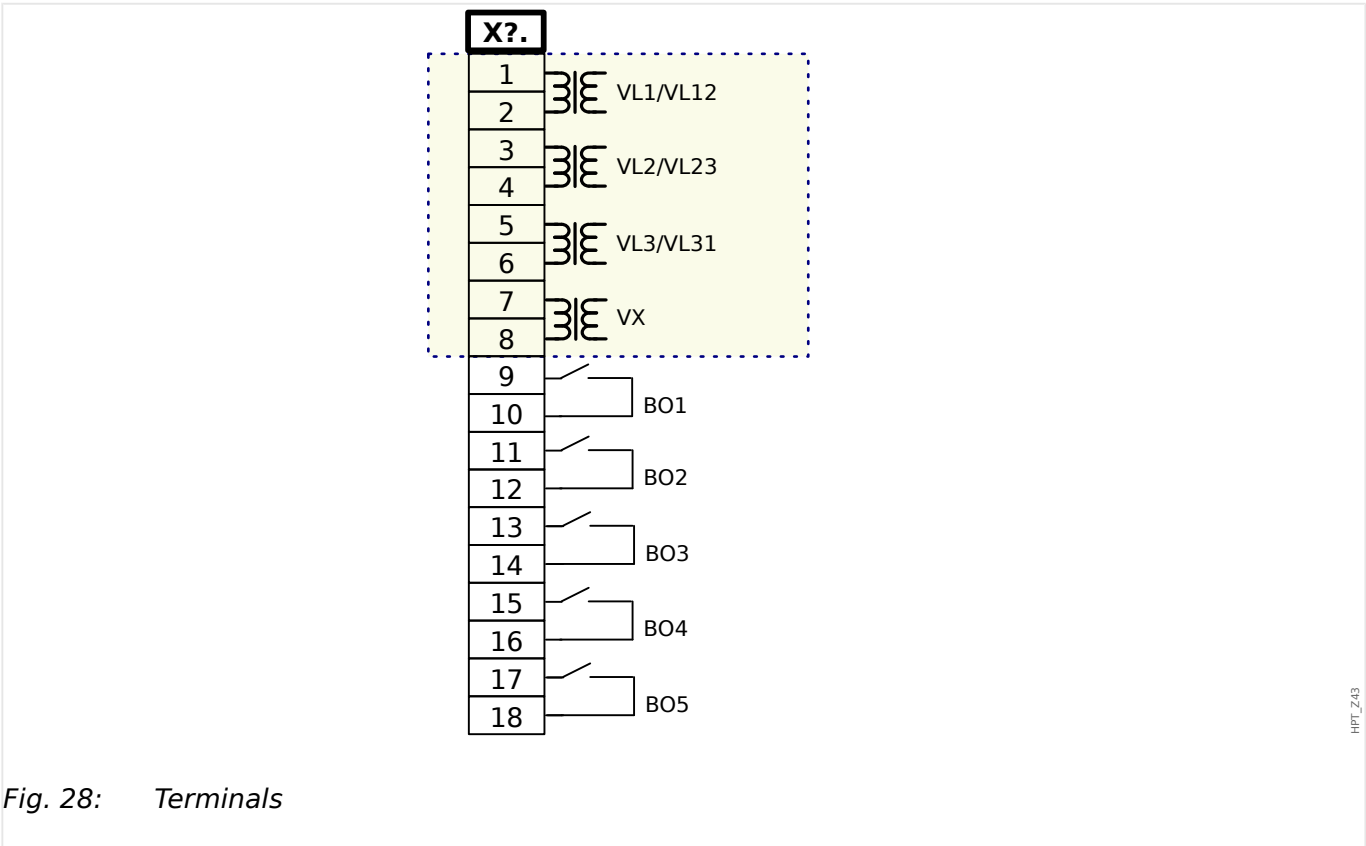 X?.
1
VL1/VL12
2
3
VL2/VL23
4
5
VL3/VL31
6
7
VX
8
9
BO1
10
11
BO2
12
13
BO3
14
15
BO4
16
17
BO5
18
HPT_Z43
Fig. 28: Terminals